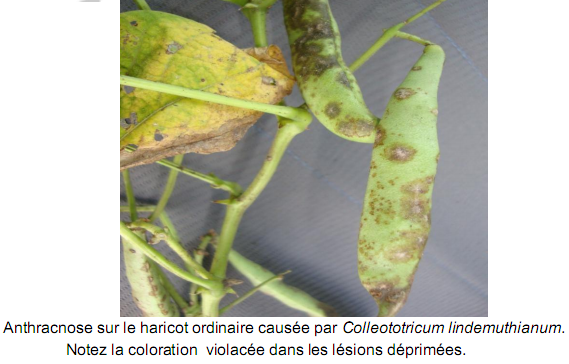 Anthracnose sur le haricot ordinaire causée par Colleototricum lindemuthianum.
Notez la coloration violacée dans les lésions déprimées.